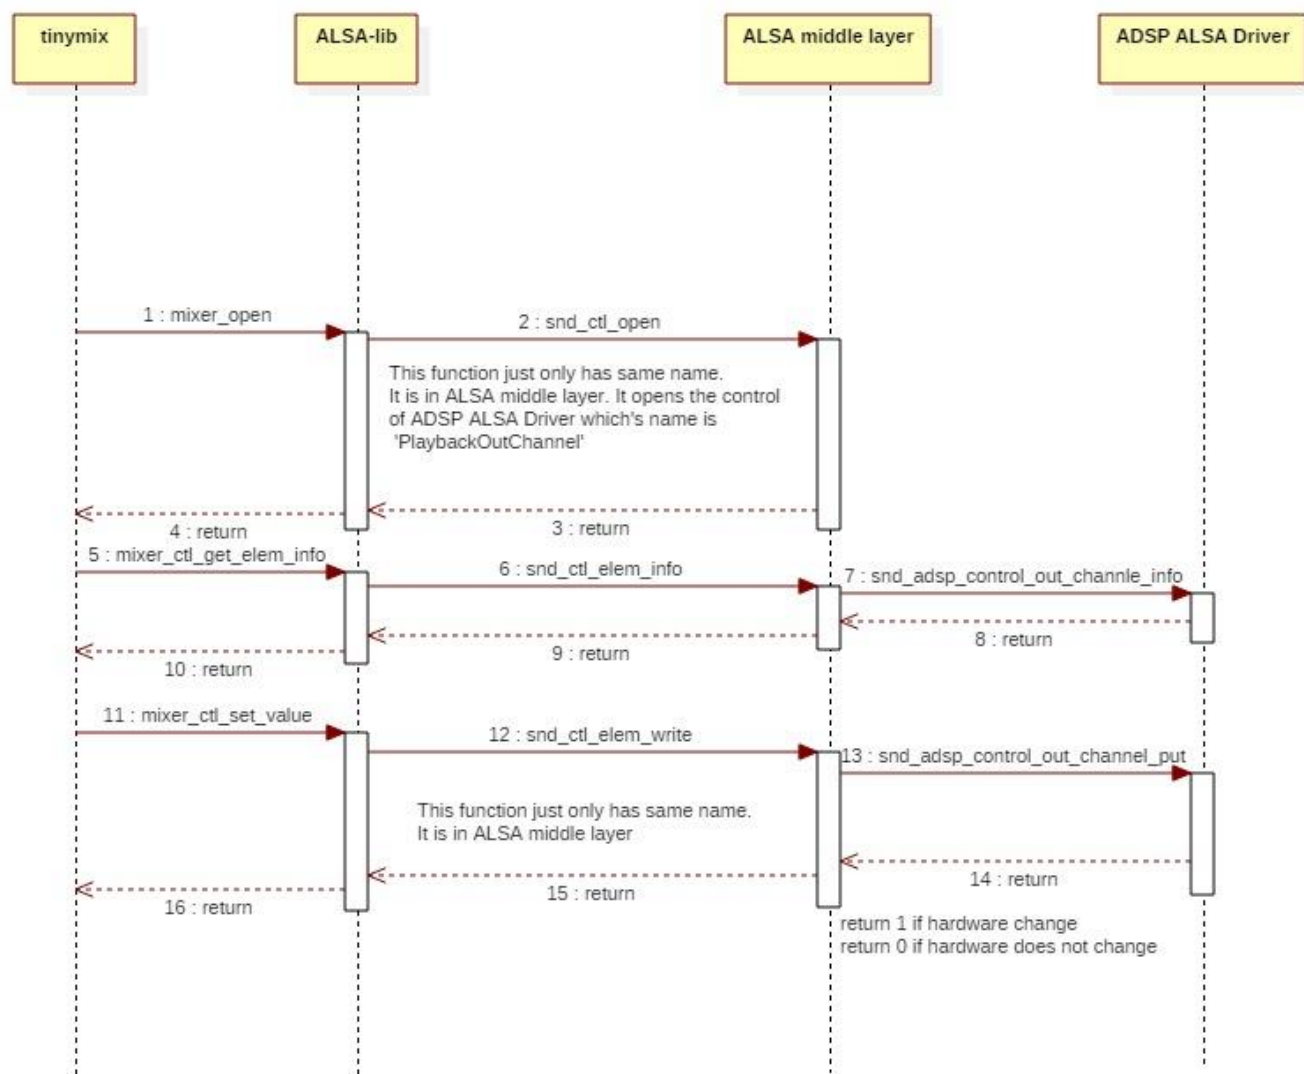 tinymix
ALSA-lib
ALSA middle layer
ADSP ALSA Driver
1 : mixer_open
2 : snd_ctl_open
This function just only has same name.
It is in ALSA middle layer. It opens the control
of ADSP ALSA Driver which's name is
'PlaybackOutChannel'
3 : return
4 : return
5 : mixer_ctl_get_elem_info
6 : snd_ctl_elem_info
7 : snd_adsp_control_out_channle_info
8 : return
9 : return
10 : return
11 : mixer_ctl_set_value
12 : snd_ctl_elem_write
13 : snd_adsp_control_out_channel_put
This function just only has same name.
It is in ALSA middle layer
14 : return
15 : return
16 : return
return 1 if hardware change
return 0 if hardware does not change